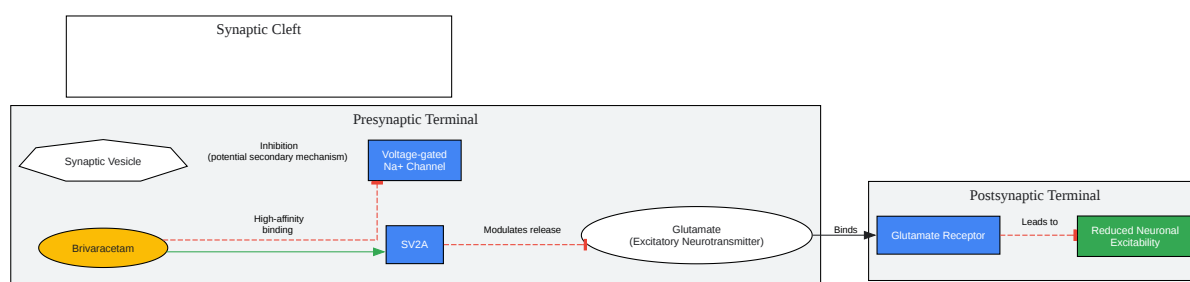 Synaptic Cleft
Presynaptic Terminal
Synaptic Vesicle
Inhibition
(potential secondary mechanism)
Voltage-gated
Na+ Channel
Brivaracetam
High-affinity
binding
SV2A
Modulates release
Glutamate
(Excitatory Neurotransmitter)
Binds
Postsynaptic Terminal
Glutamate Receptor
Leads to
Reduced Neuronal
Excitability